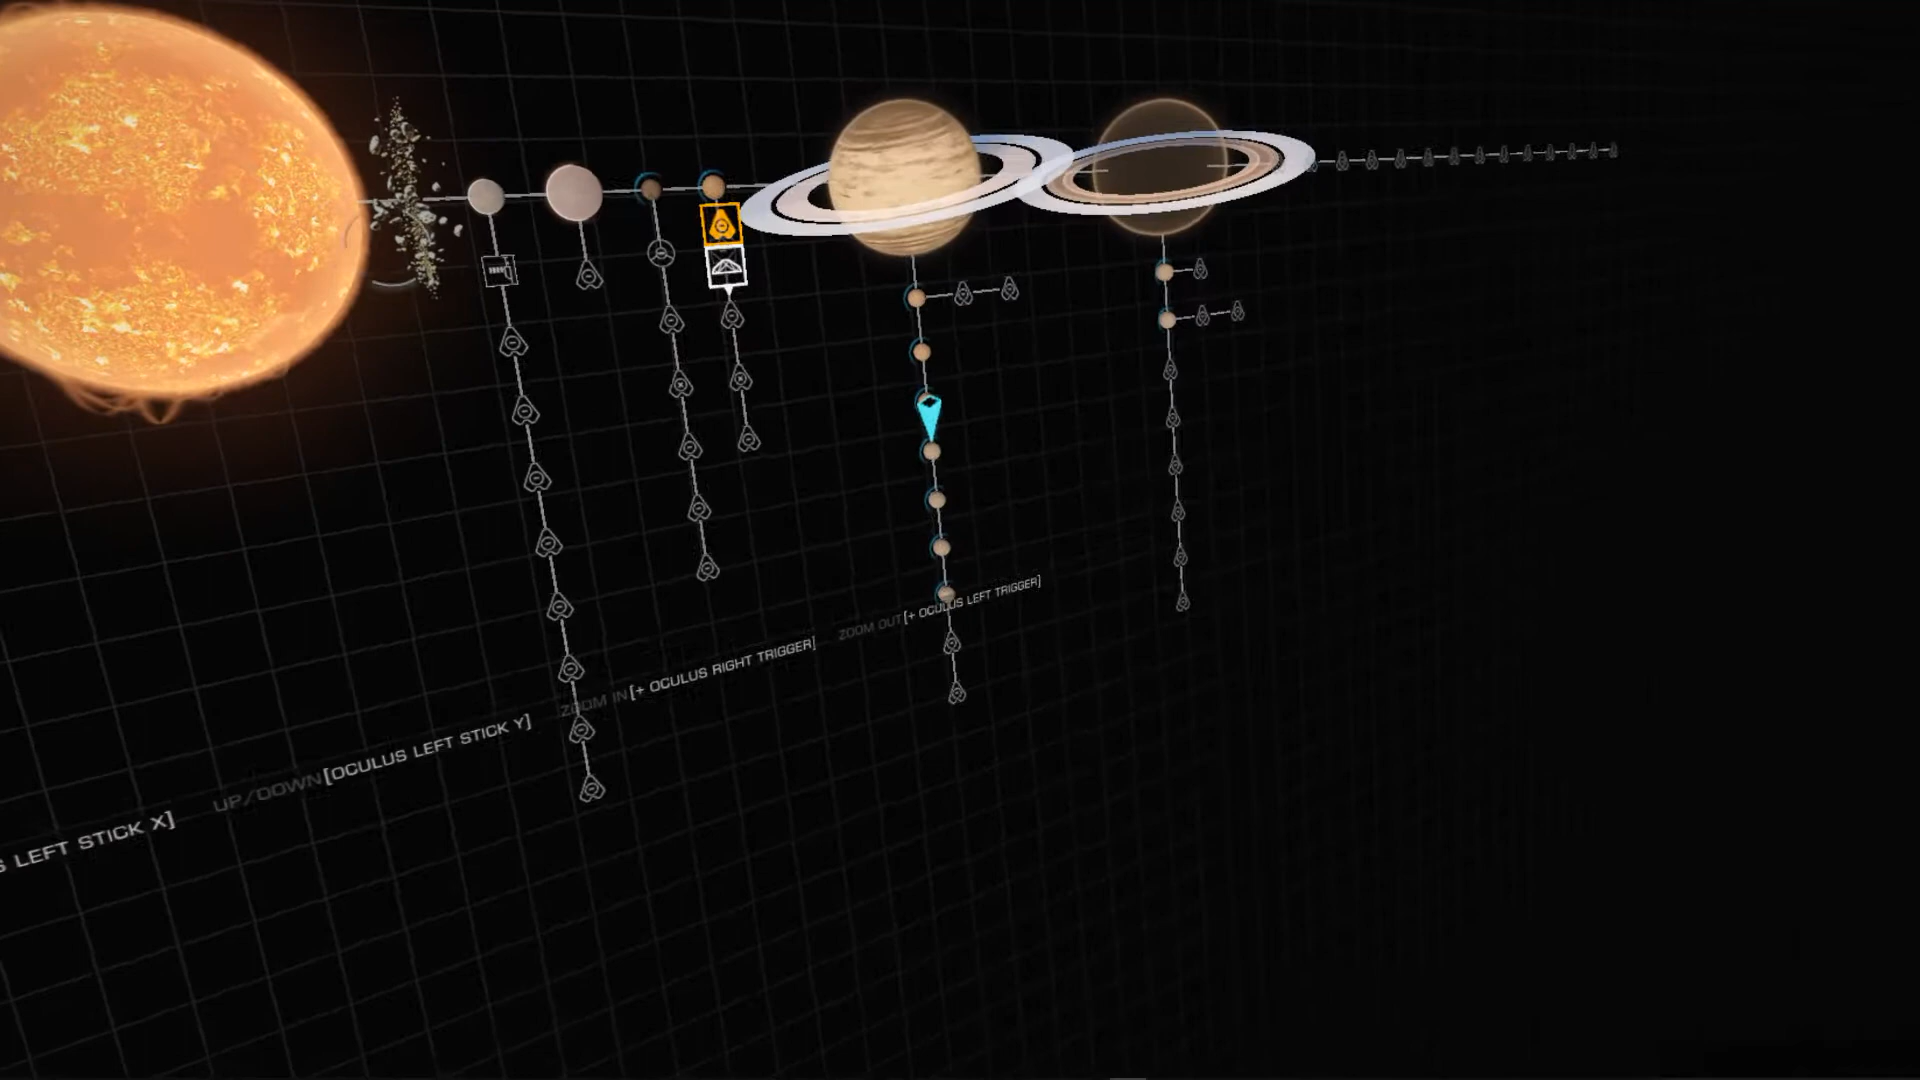 S LEFT STICK X] UP/DOWN [OCULUS LEFT STICK Y] ZOOM IN [+ OCULUS RIGHT TRIGGER] ZOOM OUT [+ OCULUS LEFT TRIGGER]